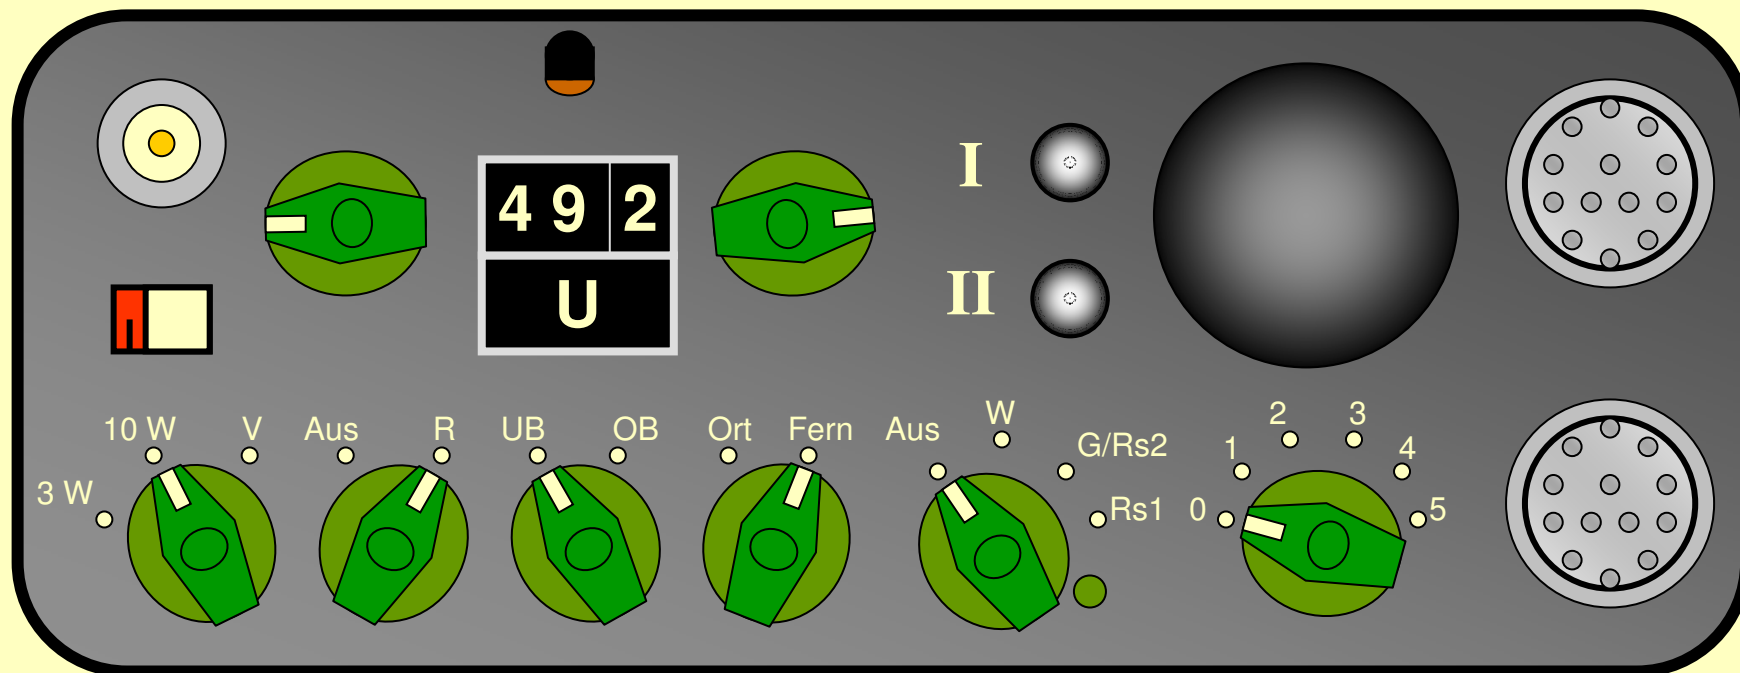 I
4 9 2
II
U
10 W V Aus R UB OB Ort Fern Aus W G/Rs2
3 W Rs1
0 1 2 3 4 5